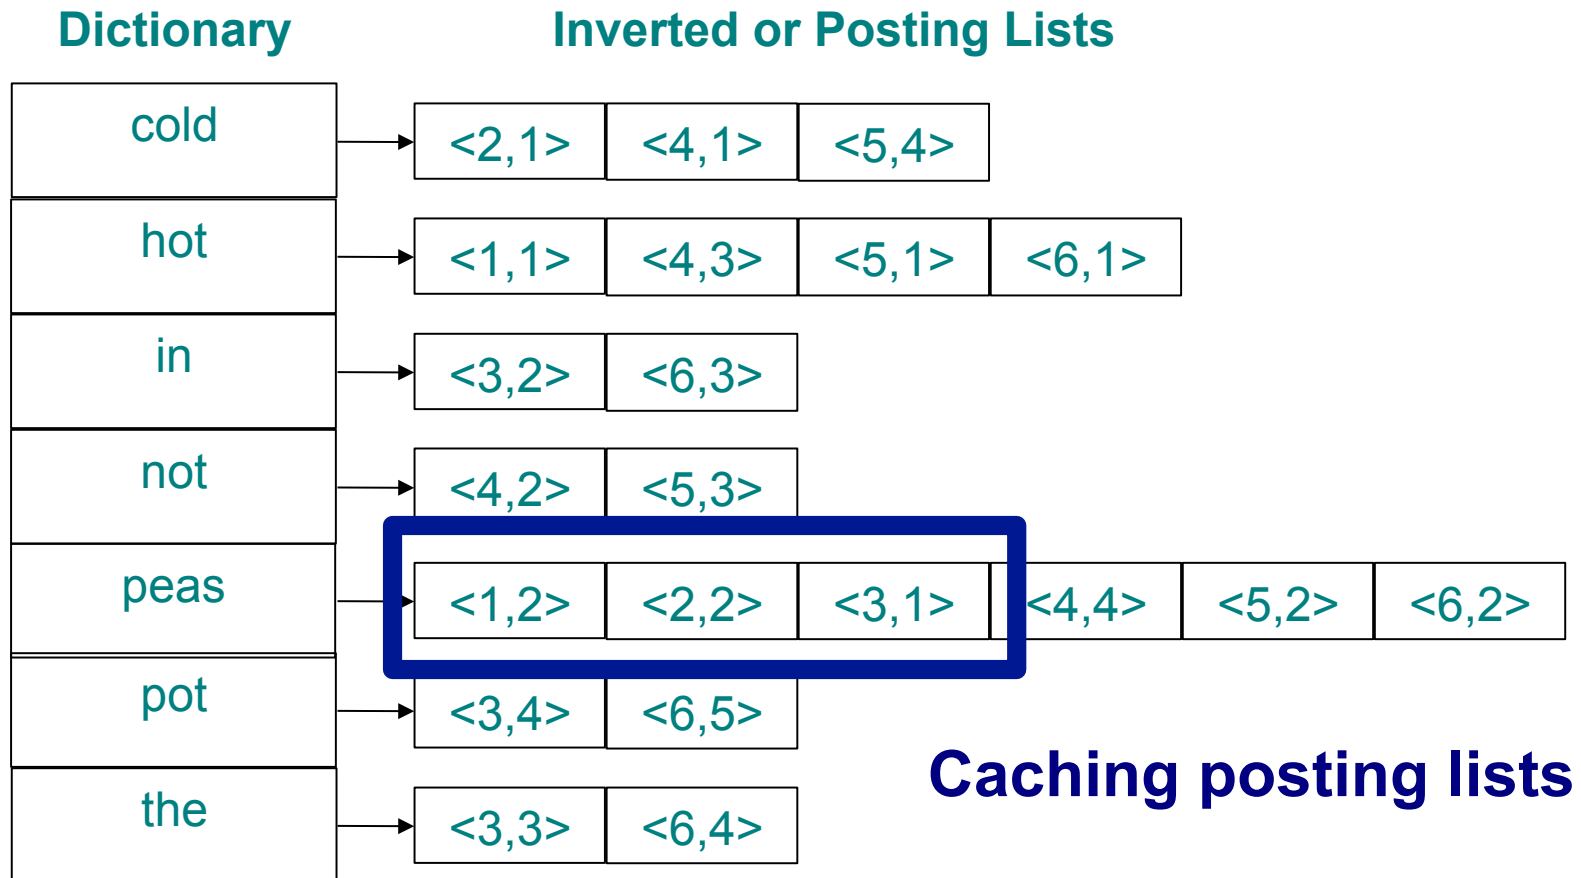 Dictionary Inverted or Posting Lists
cold <2,1> <4,1> <5,4>
hot <1,1> <4,3> <5,1> <6,1>
in <3,2> <6,3>
not <4,2> <5,3>
peas <1,2> <2,2> <3,1> <4,4> <5,2> <6,2>
pot <3,4> <6,5>
Caching posting lists
the <3,3> <6,4>